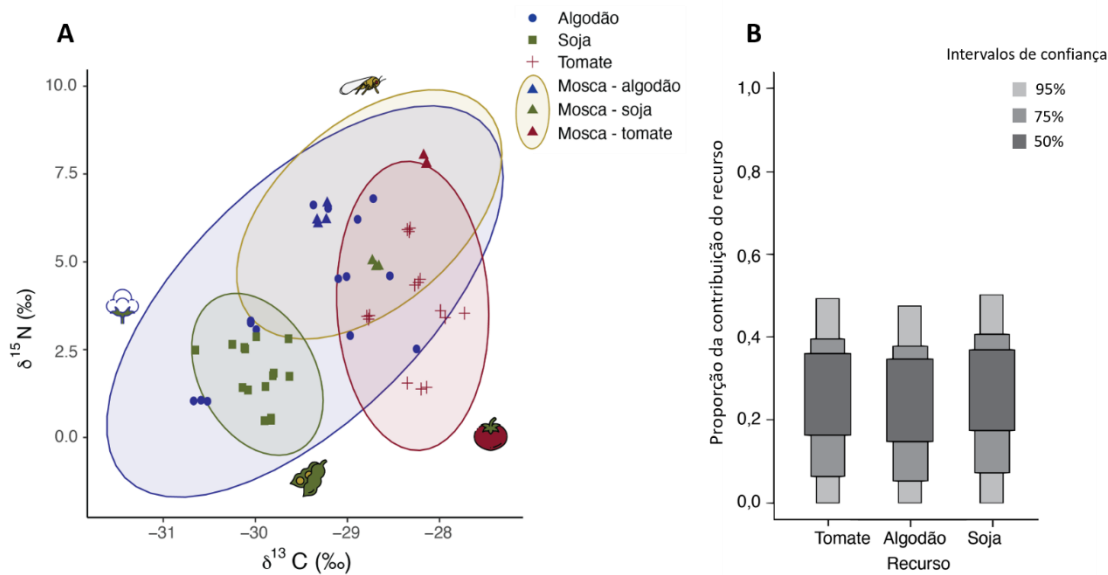 A
Algodão
Soja
Tomate
Mosca - algodão
Mosca - soja
Mosca - tomate
10.0
7.5
5.0
2.5
0.0
δ15 N (‰)
−31
−30
−29
−28
δ13 C (‰)
B
Intervalos de confiança
95%
75%
50%
1,0
0,8
0,6
0,4
0,2
0,0
Proporção da contribuição do recurso
Tomate Algodão Soja
Recurso